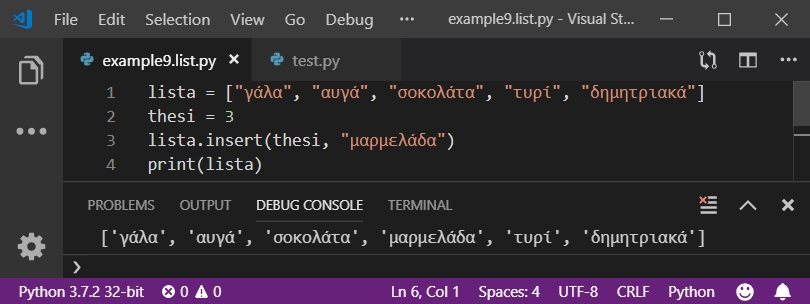 File Edit Selection View Go Debug ••• example9.list.py - Visual St...
example9.list.py test.py
1 lista = ["γάλα", "αυγά", "σοκολάτα", "τυρί", "δημητριακά"]
2 thesi = 3
3 lista.insert(thesi, "μαρμελάδα")
4 print(lista)
PROBLEMS OUTPUT DEBUG CONSOLE TERMINAL
['γάλα', 'αυγά', 'σοκολάτα', 'μαρμελάδα', 'τυρί', 'δημητριακά']
❯
Python 3.7.2 32-bit 0 0 Ln 6, Col 1 Spaces: 4 UTF-8 CRLF Python